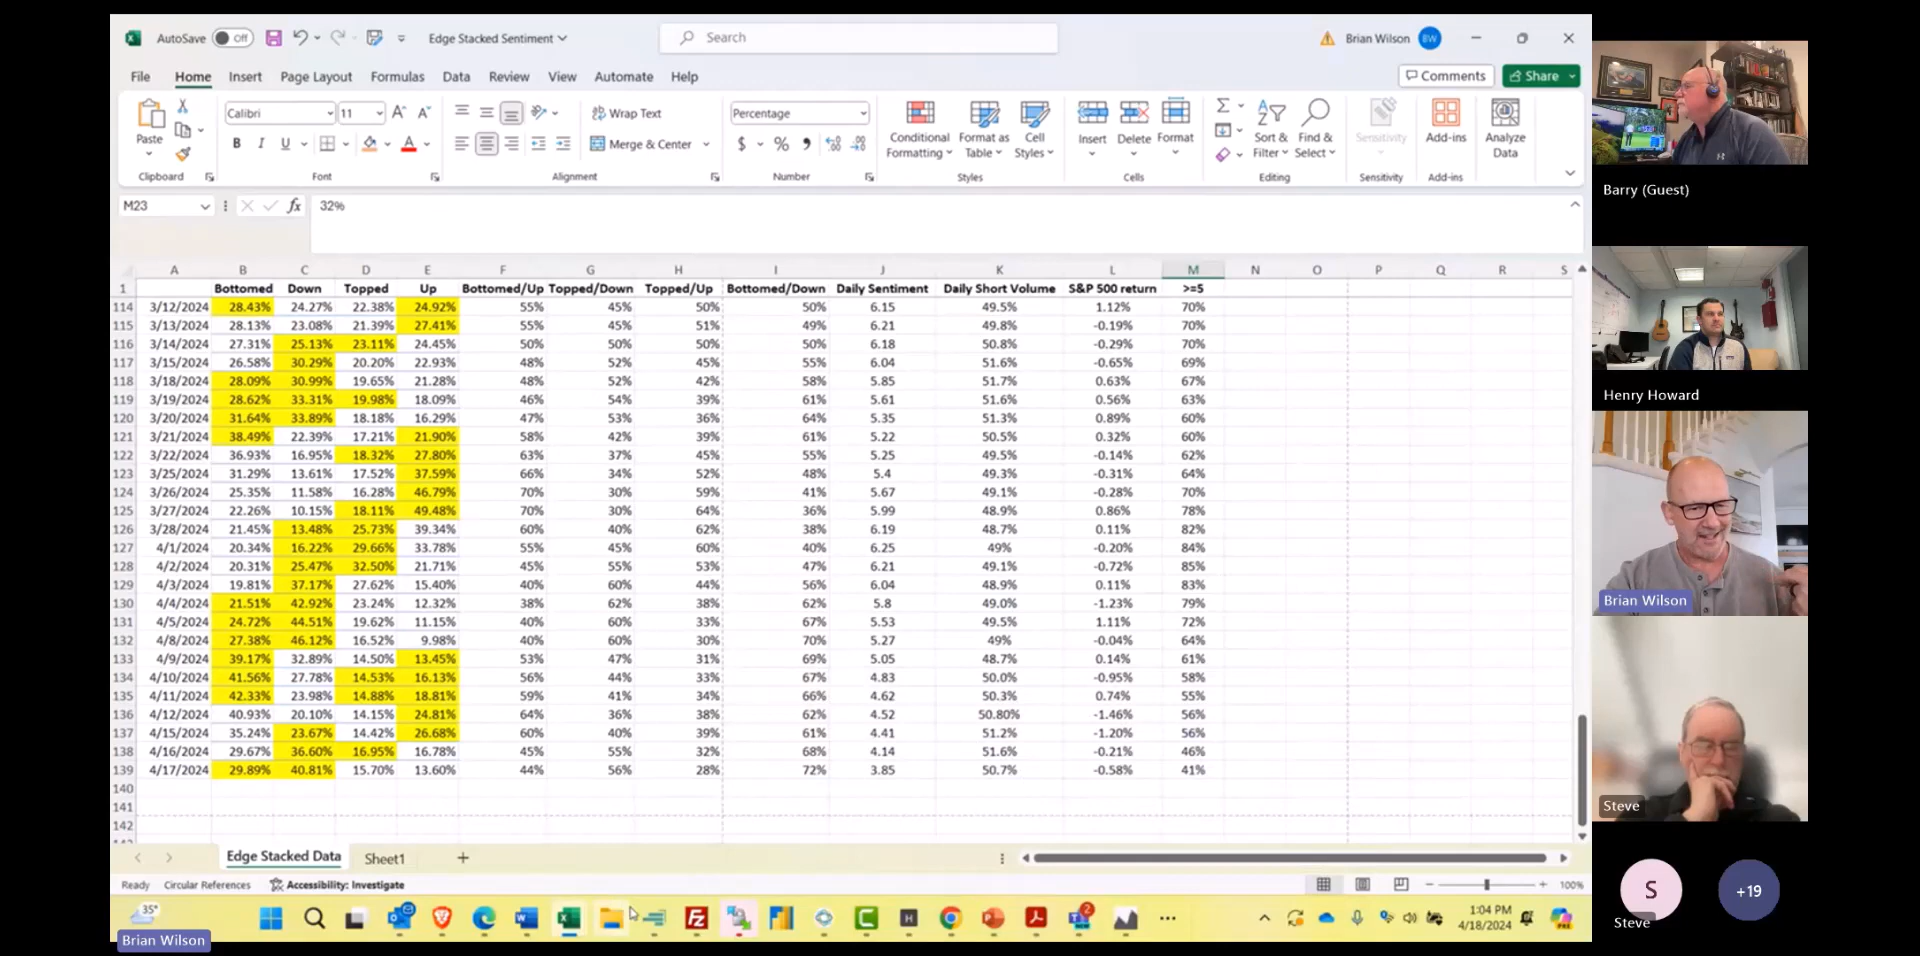 AutoSave Off Edge Stacked Sentiment Search Brian Wilson BW
File Home Insert Page Layout Formulas Data Review View Automate Help Comments Share
Calibri 11 Wrap Text Percentage
Paste B I U Merge & Center $ % Conditional Formatting Format as Table Cell Styles Insert Delete Format Sort & Filter Find & Select Sensitivity Add-ins Analyze Data
Clipboard Font Alignment Number Styles Cells Editing Sensitivity Add-ins
M23 fx 32%
A B C D E F G H I J K L M N O P Q R S
1 Bottomed Down Topped Up Bottomed/Up Topped/Down Topped/Up Bottomed/Down Daily Sentiment Daily Short Volume S&P 500 return >=5
114 3/12/2024 28.43% 24.27% 22.38% 24.92% 55% 45% 50% 50% 6.15 49.5% 1.12% 70%
115 3/13/2024 28.13% 23.08% 21.39% 27.41% 55% 45% 51% 49% 6.21 49.8% -0.19% 70%
116 3/14/2024 27.31% 25.13% 23.11% 24.45% 50% 50% 50% 50% 6.18 50.8% -0.29% 70%
117 3/15/2024 26.58% 30.29% 20.20% 22.93% 48% 52% 45% 55% 6.04 51.6% -0.65% 69%
118 3/18/2024 28.09% 30.99% 19.65% 21.28% 48% 52% 42% 58% 5.85 51.7% 0.63% 67%
119 3/19/2024 28.62% 33.31% 19.98% 18.09% 46% 54% 39% 61% 5.61 51.6% 0.56% 63%
120 3/20/2024 31.64% 33.89% 18.18% 16.29% 47% 53% 36% 64% 5.35 51.3% 0.89% 60%
121 3/21/2024 38.49% 22.39% 17.21% 21.90% 58% 42% 39% 61% 5.22 50.5% 0.32% 60%
122 3/22/2024 36.93% 16.95% 18.32% 27.80% 63% 37% 45% 55% 5.25 49.5% -0.14% 62%
123 3/25/2024 31.29% 13.61% 17.52% 37.59% 66% 34% 52% 48% 5.4 49.3% -0.31% 64%
124 3/26/2024 25.35% 11.58% 16.28% 46.79% 70% 30% 59% 41% 5.67 49.1% -0.28% 70%
125 3/27/2024 22.26% 10.15% 18.11% 49.48% 70% 30% 64% 36% 5.99 48.9% 0.86% 78%
126 3/28/2024 21.45% 13.48% 25.73% 39.34% 60% 40% 62% 38% 6.19 48.7% 0.11% 82%
127 4/1/2024 20.34% 16.22% 29.66% 33.78% 55% 45% 60% 40% 6.25 49% -0.20% 84%
128 4/2/2024 20.31% 25.47% 32.50% 21.71% 45% 55% 53% 47% 6.21 49.1% -0.72% 85%
129 4/3/2024 19.81% 37.17% 27.62% 15.40% 40% 60% 44% 56% 6.04 48.9% 0.11% 83%
130 4/4/2024 21.51% 42.92% 23.24% 12.32% 38% 62% 38% 62% 5.8 49.0% -1.23% 79%
131 4/5/2024 24.72% 44.51% 19.62% 11.15% 40% 60% 33% 67% 5.53 49.5% 1.11% 72%
132 4/8/2024 27.38% 46.12% 16.52% 9.98% 40% 60% 30% 70% 5.27 49% -0.04% 64%
133 4/9/2024 39.17% 32.89% 14.50% 13.45% 53% 47% 31% 69% 5.05 48.7% 0.14% 61%
134 4/10/2024 41.56% 27.78% 14.53% 16.13% 56% 44% 33% 67% 4.83 50.0% -0.95% 58%
135 4/11/2024 42.33% 23.98% 14.88% 18.81% 59% 41% 34% 66% 4.62 50.3% 0.74% 55%
136 4/12/2024 40.93% 20.10% 14.15% 24.81% 64% 36% 38% 62% 4.52 50.80% -1.46% 56%
137 4/15/2024 35.24% 23.67% 14.42% 26.68% 60% 40% 39% 61% 4.41 51.2% -1.20% 56%
138 4/16/2024 29.67% 36.60% 16.95% 16.78% 45% 55% 32% 68% 4.14 51.6% -0.21% 46%
139 4/17/2024 29.89% 40.81% 15.70% 13.60% 44% 56% 28% 72% 3.85 50.7% -0.58% 41%
140
141
142
Edge Stacked Data Sheet1
Ready Circular References Accessibility: Investigate 100%
35° 1:04 PM
4/18/2024
Brian Wilson
Barry (Guest)
Henry Howard
Brian Wilson
Steve
S +19
Steve